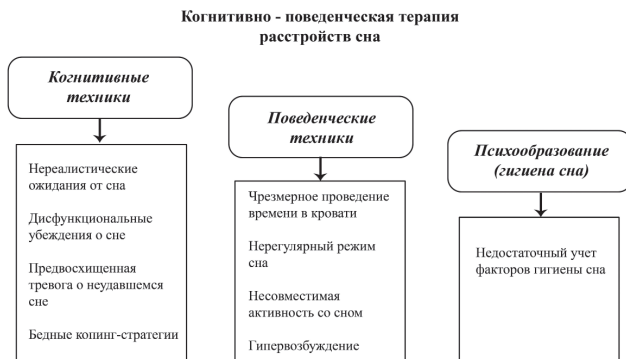 Когнитивно - поведенческая терапия
расстройств сна
Когнитивные
техники
Нереалистические
ожидания от сна
Дисфункциональные
убеждения о сне
Предвосхищенная
тревога о неудавшемся
сне
Бедные копинг-стратегии
Поведенческие
техники
Чрезмерное проведение
времени в кровати
Нерегулярный режим
сна
Несовместимая
активность со сном
Гипервозбуждение
Психообразование
(гигиена сна)
Недостаточный учет
факторов гигиены сна